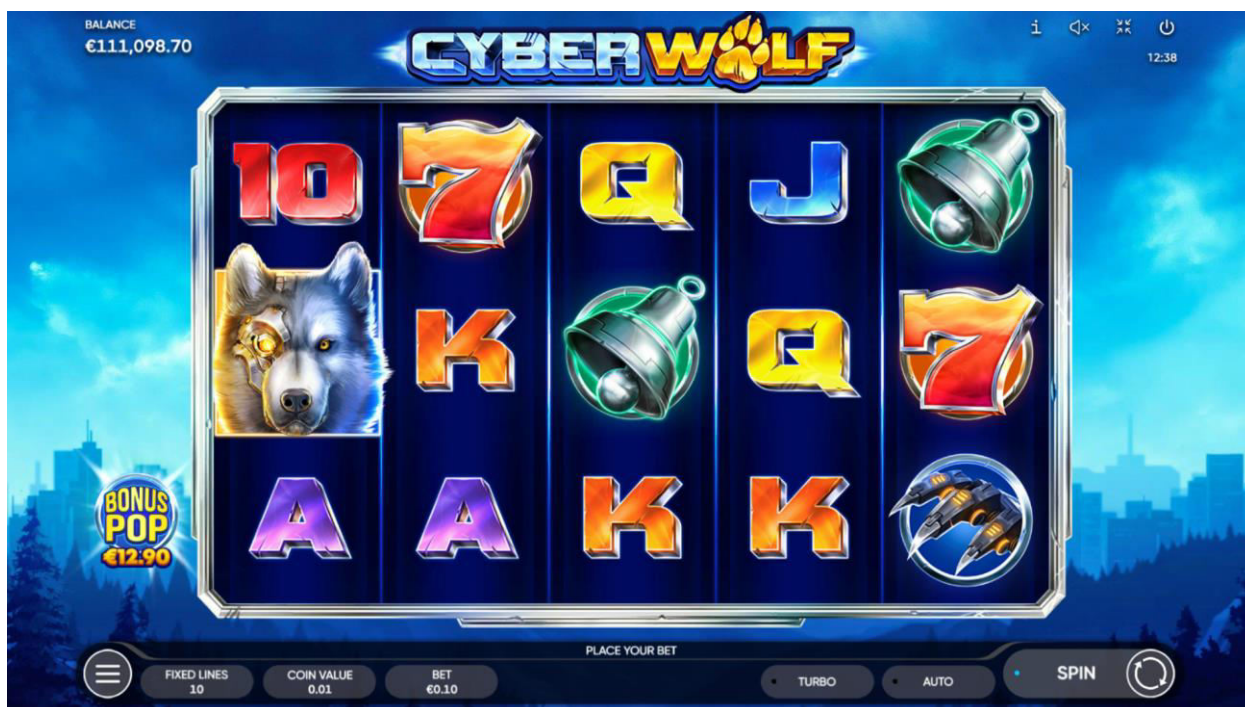 BALANCE
€111,098.70
CYBER WOLF
i
12:38
10 7 Q J
K Q 7
A A K K
BONUS
POP
€12.90
PLACE YOUR BET
FIXED LINES
10
COIN VALUE
0.01
BET
€0.10
TURBO
AUTO
SPIN